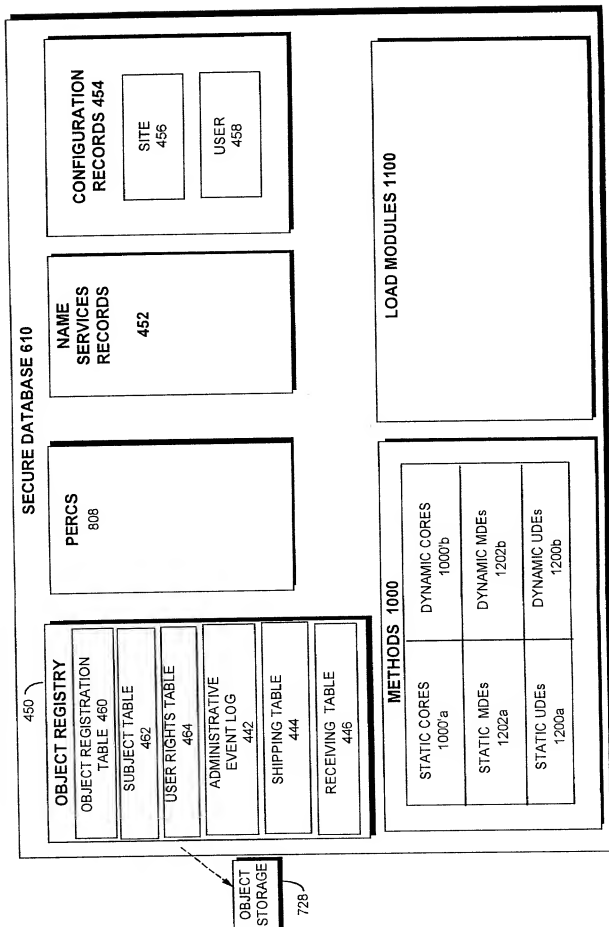 SECURE DATABASE 610
450
OBJECT REGISTRY
OBJECT REGISTRATION
TABLE 460
SUBJECT TABLE
462
USER RIGHTS TABLE
464
ADMINISTRATIVE
EVENT LOG
442
SHIPPING TABLE
444
RECEIVING TABLE
446
OBJECT
STORAGE
728
PERCS
808
NAME
SERVICES
RECORDS
452
CONFIGURATION
RECORDS 454
SITE
456
USER
458
METHODS 1000
STATIC CORES
1000'a
DYNAMIC CORES
1000'b
STATIC MDEs
1202a
DYNAMIC MDEs
1202b
STATIC UDEs
1200a
DYNAMIC UDEs
1200b
LOAD MODULES 1100